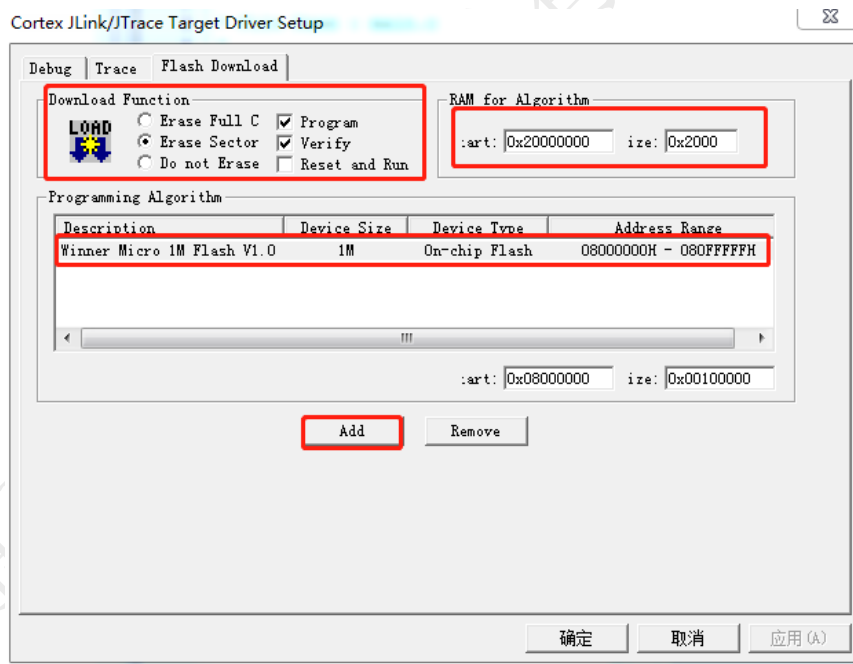 Cortex JLink/JTrace Target Driver Setup
Debug Trace Flash Download
Download Function
LOAD
Erase Full C Program
Erase Sector Verify
Do not Erase Reset and Run
RAM for Algorithm
:art: 0x20000000 ize: 0x2000
Programming Algorithm
Description Device Size Device Type Address Range
Winner Micro 1M Flash V1.0 1M On-chip Flash 08000000H - 080FFFFFH
:art: 0x08000000 ize: 0x00100000
Add Remove
确定 取消 应用(A)